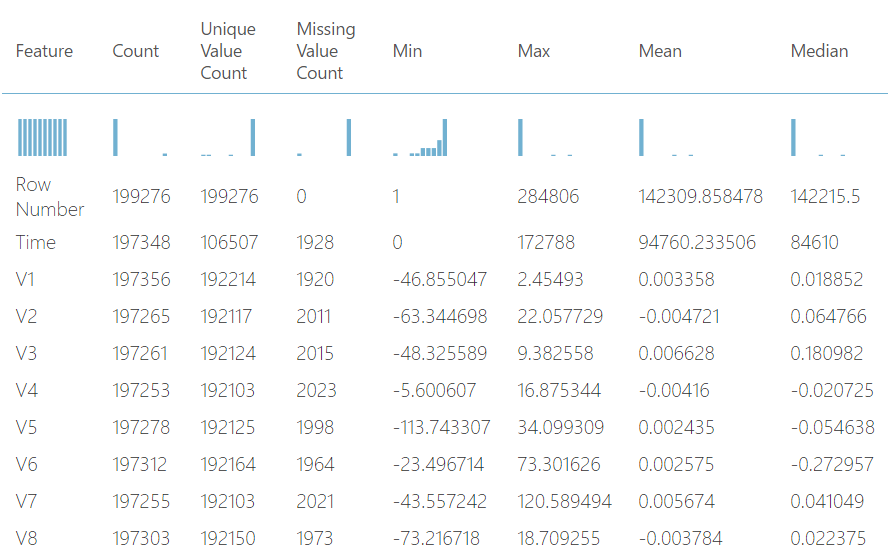 Feature Count Unique Value Count Missing Value Count Min Max Mean Median
Row Number 199276 199276 0 1 284806 142309.858478 142215.5
Time 197348 106507 1928 0 172788 94760.233506 84610
V1 197356 192214 1920 -46.855047 2.45493 0.003358 0.018852
V2 197265 192117 2011 -63.344698 22.057729 -0.004721 0.064766
V3 197261 192124 2015 -48.325589 9.382558 0.006628 0.180982
V4 197253 192103 2023 -5.600607 16.875344 -0.00416 -0.020725
V5 197278 192125 1998 -113.743307 34.099309 0.002435 -0.054638
V6 197312 192164 1964 -23.496714 73.301626 0.002575 -0.272957
V7 197255 192103 2021 -43.557242 120.589494 0.005674 0.041049
V8 197303 192150 1973 -73.216718 18.709255 -0.003784 0.022375